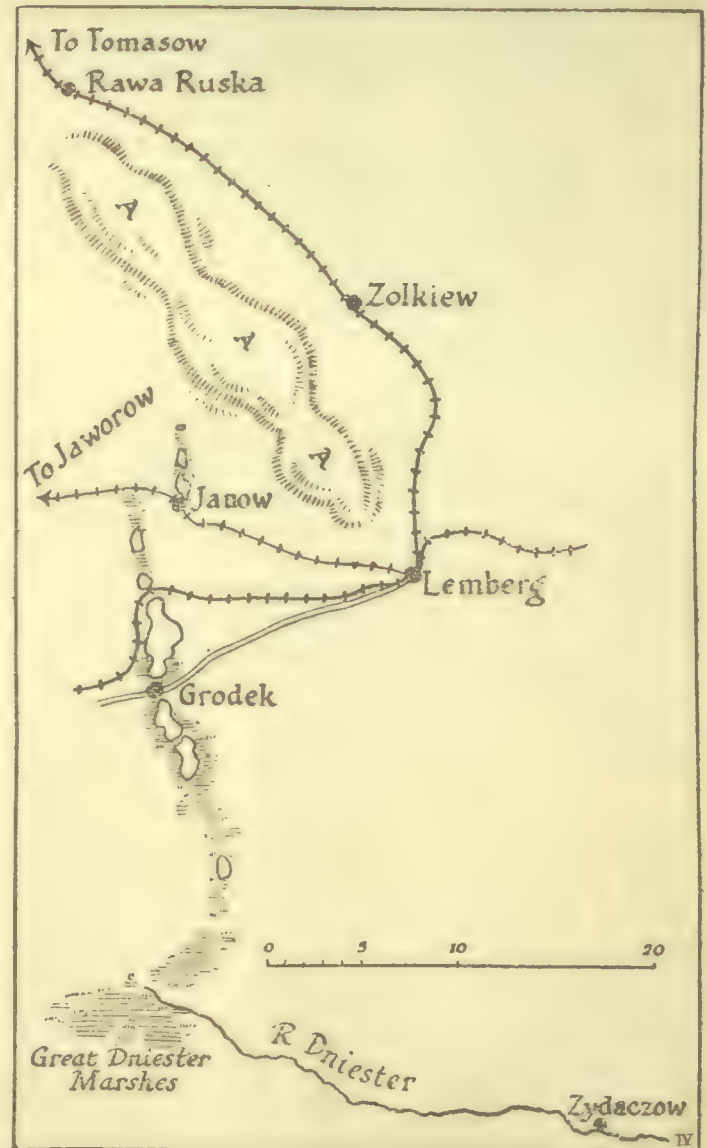 To Tomasow
Rawa Ruska
A
Zolkiew
A
To Jaworow
A
Janow
Lemberg
Grodek
0 5 10 20
R Dniester
Great Dniester
Marshes
Zydaczow
IV